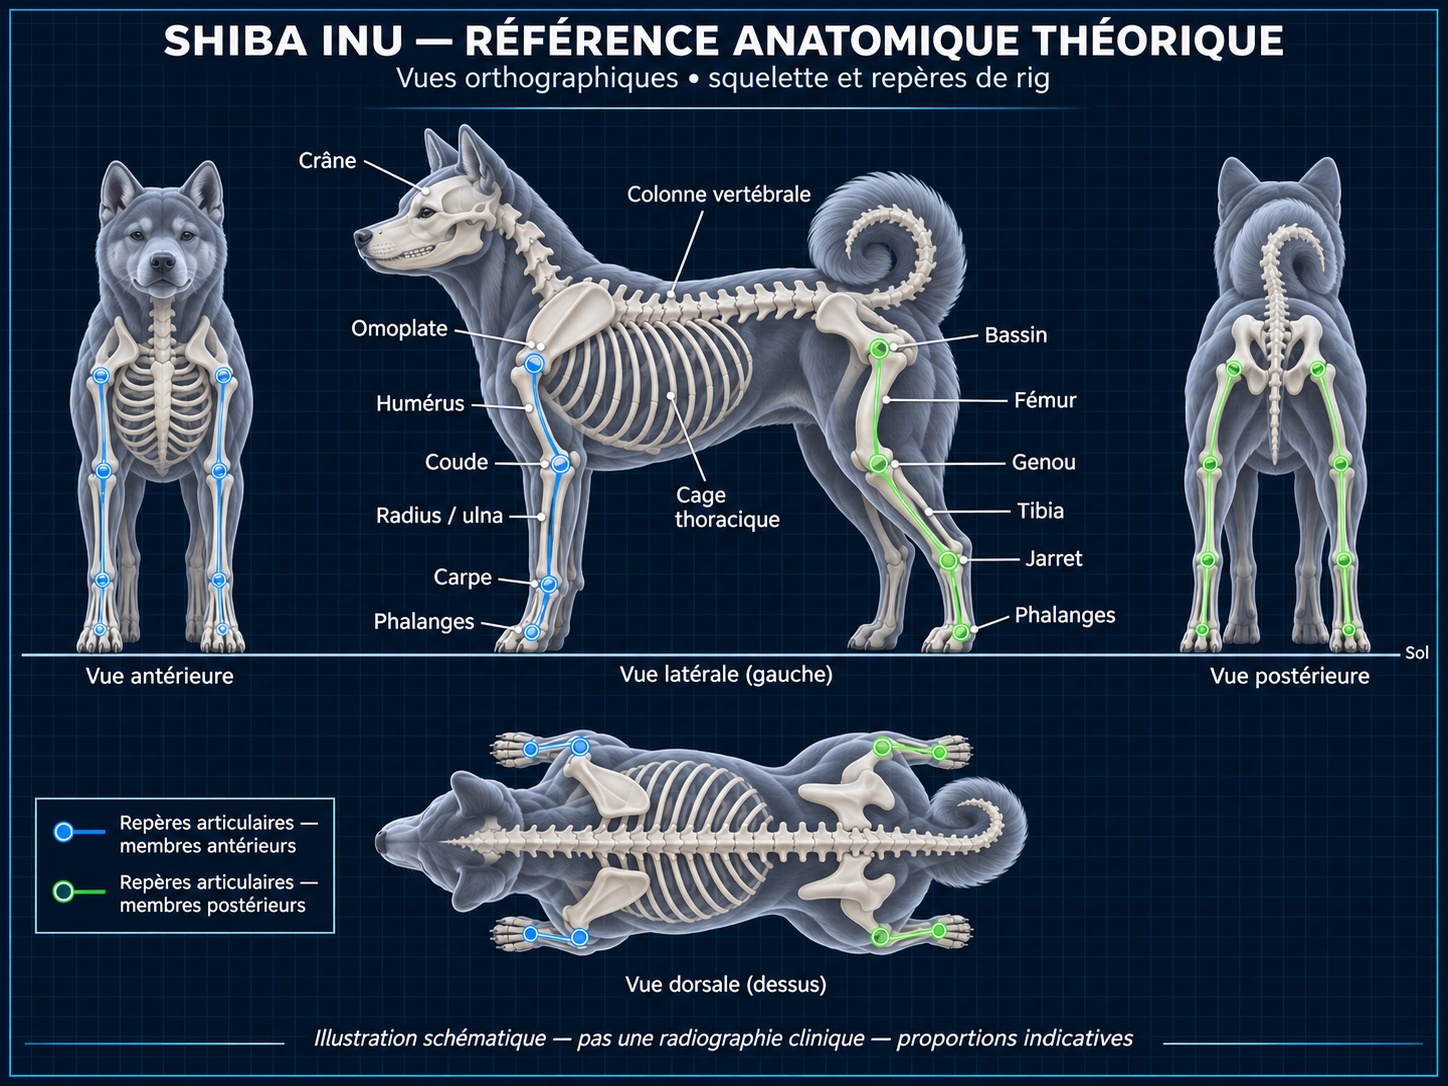 SHIBA INU — RÉFÉRENCE ANATOMIQUE THÉORIQUE
Vues orthographiques • squelette et repères de rig
Crâne
Colonne vertébrale
Omoplate
Bassin
Humérus
Fémur
Coude
Genou
Cage
thoracique
Radius / ulna
Tibia
Carpe
Jarret
Phalanges
Phalanges
Sol
Vue antérieure
Vue latérale (gauche)
Vue postérieure
Repères articulaires —
membres antérieurs
Repères articulaires —
membres postérieurs
Vue dorsale (dessus)
Illustration schématique — pas une radiographie clinique — proportions indicatives